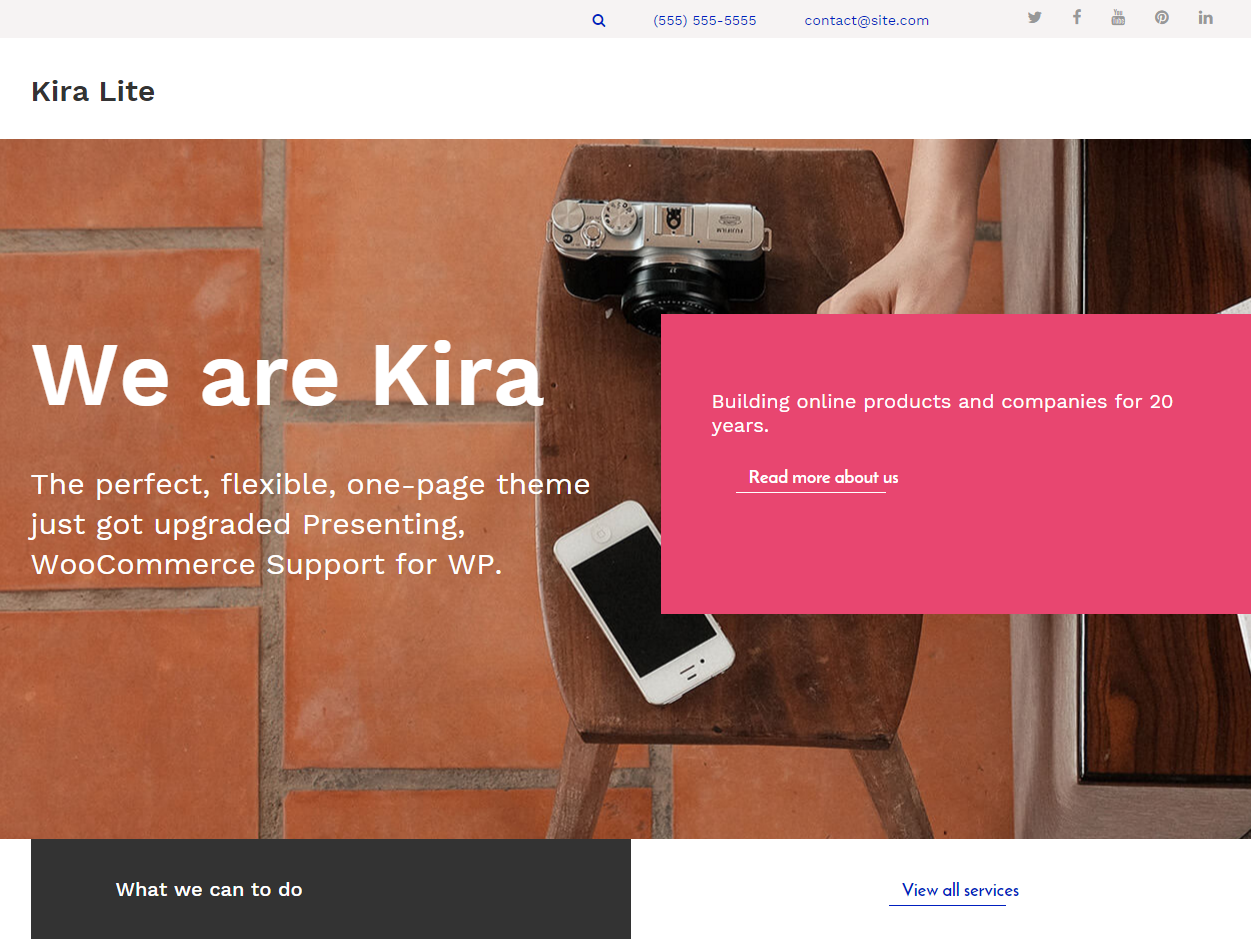 (555) 555-5555 contact@site.com
Kira Lite
FUJIFILM
We are Kira
The perfect, flexible, one-page theme
just got upgraded Presenting,
WooCommerce Support for WP.
Building online products and companies for 20
years.
Read more about us
What we can to do
View all services